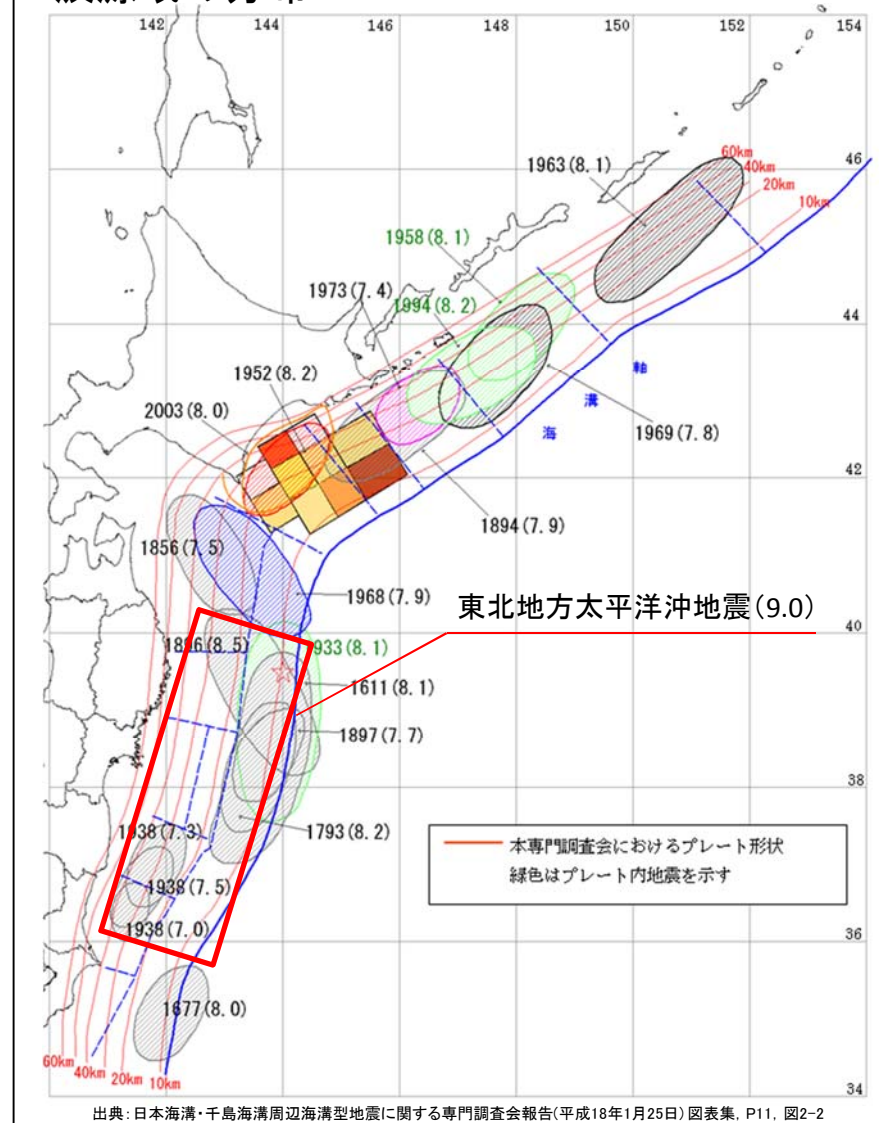 142 144 146 148 150 152 154
60km
40km
20km
10km
1963(8.1)
46
1958(8.1)
1973(7.4)
1994(8.2)
44
1952(8.2)
2003(8.0)
海 溝 軸
1969(7.8)
42
1894(7.9)
1856(7.5)
1968(7.9)
東北地方太平洋沖地震(9.0)
40
1896(8.5)
933(8.1)
1611(8.1)
1897(7.7)
38
1938(7.3)
1793(8.2)
本専門調査会におけるプレート形状
緑色はプレート内地震を示す
1938(7.5)
1938(7.0)
36
1677(8.0)
60km
40km
20km
10km
34
出典:日本海溝・千島海溝周辺海溝型地震に関する専門調査会報告(平成18年1月25日)図表集,P11,図2-2